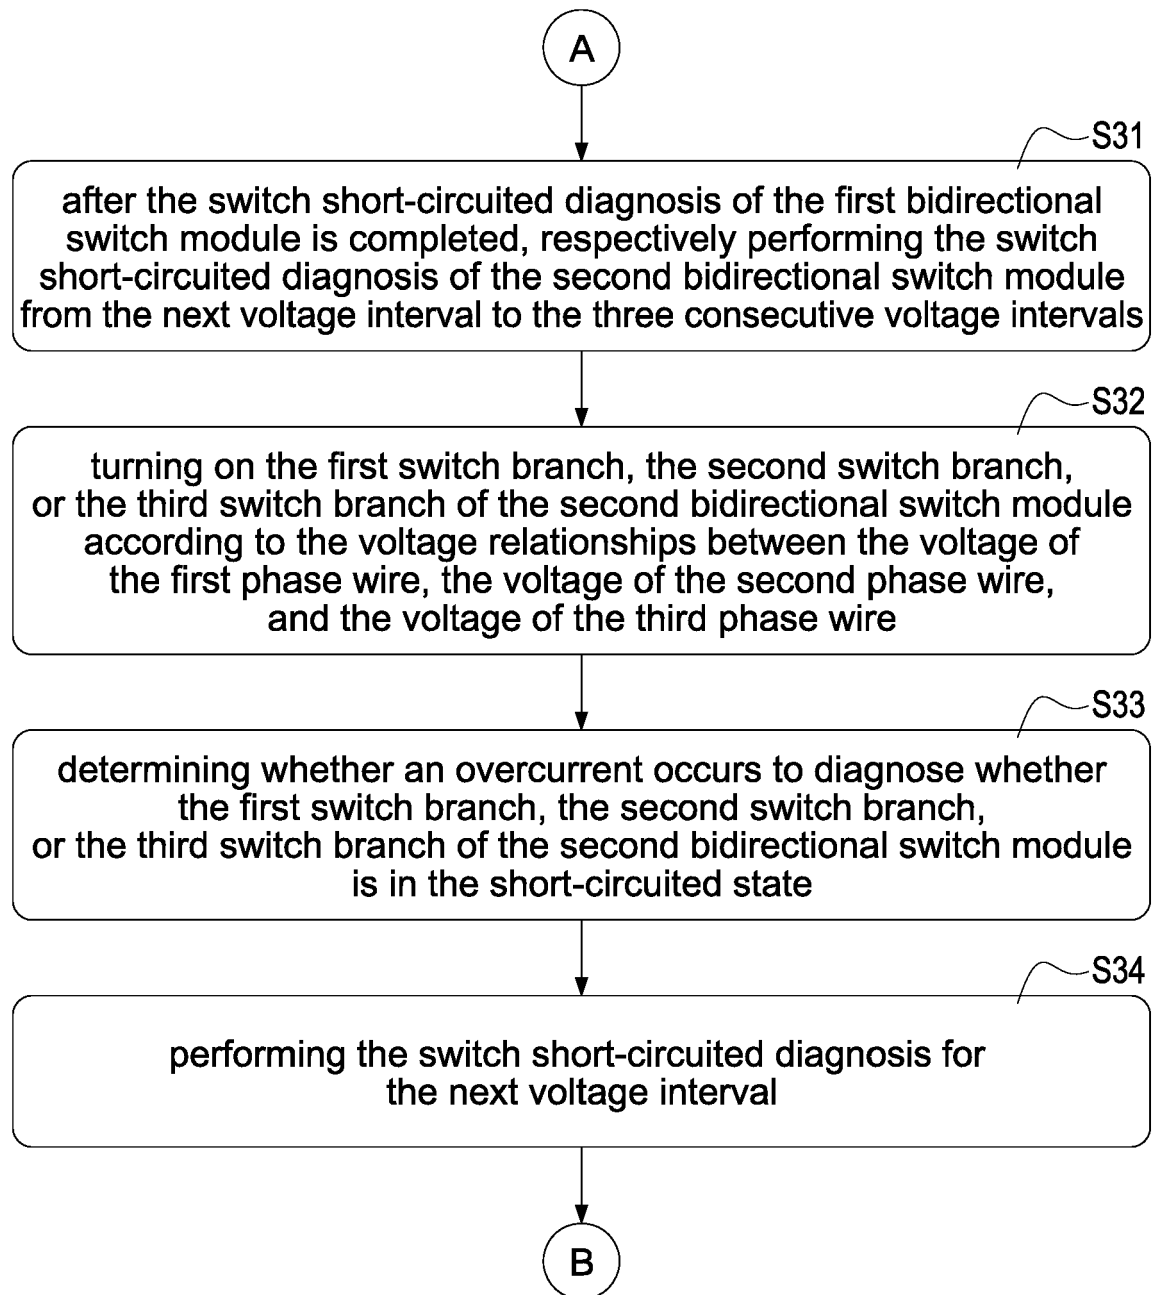 A
S31
after the switch short-circuited diagnosis of the first bidirectional
switch module is completed, respectively performing the switch
short-circuited diagnosis of the second bidirectional switch module
from the next voltage interval to the three consecutive voltage intervals
S32
turning on the first switch branch, the second switch branch,
or the third switch branch of the second bidirectional switch module
according to the voltage relationships between the voltage of
the first phase wire, the voltage of the second phase wire,
and the voltage of the third phase wire
S33
determining whether an overcurrent occurs to diagnose whether
the first switch branch, the second switch branch,
or the third switch branch of the second bidirectional switch module
is in the short-circuited state
S34
performing the switch short-circuited diagnosis for
the next voltage interval
B